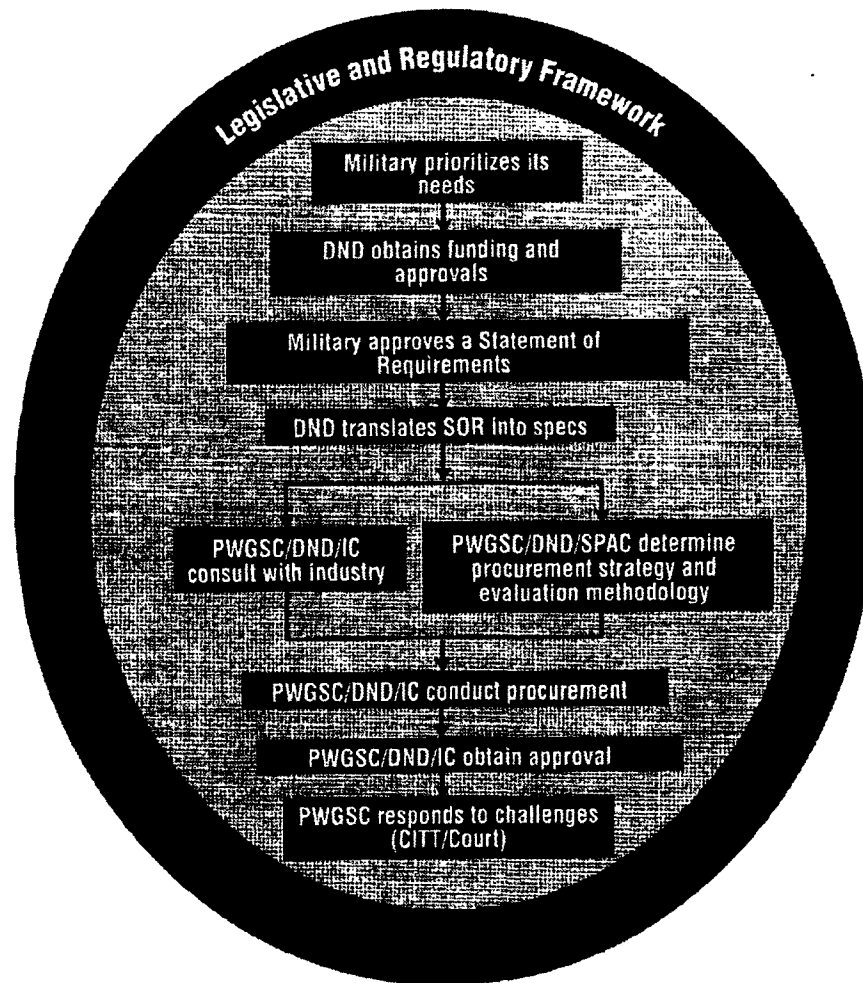 Legislative and Regulatory Framework
Military prioritizes its
needs
DND obtains funding and
approvals
Military approves a Statement of
Requirements
DND translates SOR into specs
PWGSC/DND/IC
consult with industry
PWGSC/DND/SPAC determine
procurement strategy and
evaluation methodology
PWGSC/DND/IC conduct procurement
PWGSC/DND/IC obtain approval
PWGSC responds to challenges
(CITT/Court)